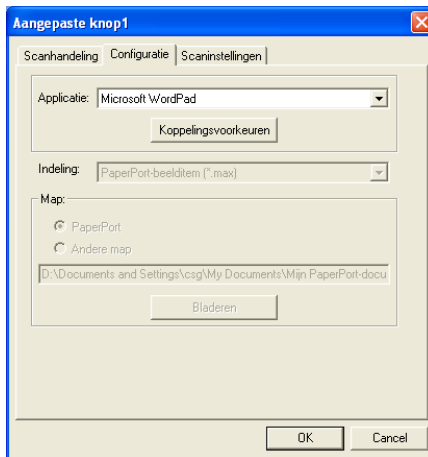 Aangepaste knop1
Scanhandeling Configuratie Scaninstellingen
Applicatie: Microsoft WordPad
Koppelingsvoorkeuren
Indeling: PaperPort-beelditem (*.max)
Map:
PaperPort
Andere map
D:\Documents and Settings\csg\My Documents\Mijn PaperPort-docu
Bladeren
OK Cancel